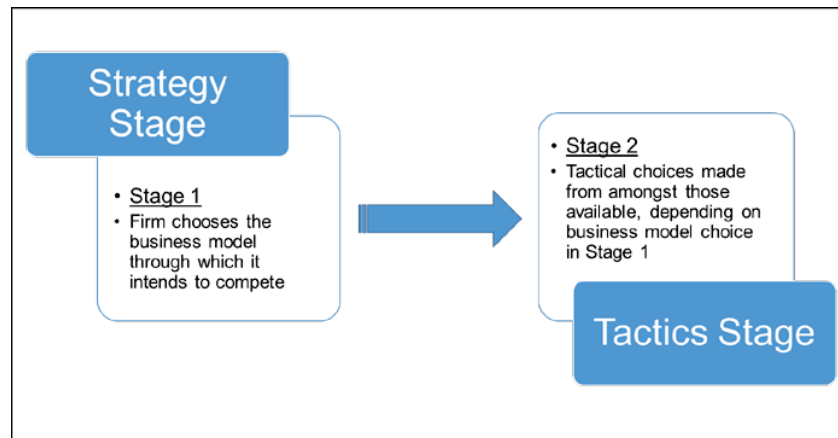 Strategy
Stage
• Stage 1
• Firm chooses the
business model
through which it
intends to compete
• Stage 2
• Tactical choices made
from amongst those
available, depending on
business model choice
in Stage 1
Tactics Stage